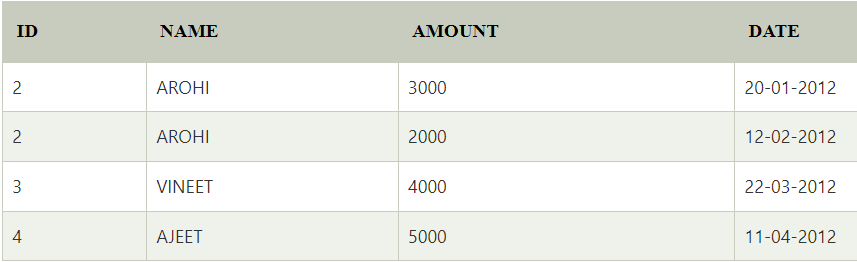 ID NAME AMOUNT DATE
2 AROHI 3000 20-01-2012
2 AROHI 2000 12-02-2012
3 VINEET 4000 22-03-2012
4 AJEET 5000 11-04-2012